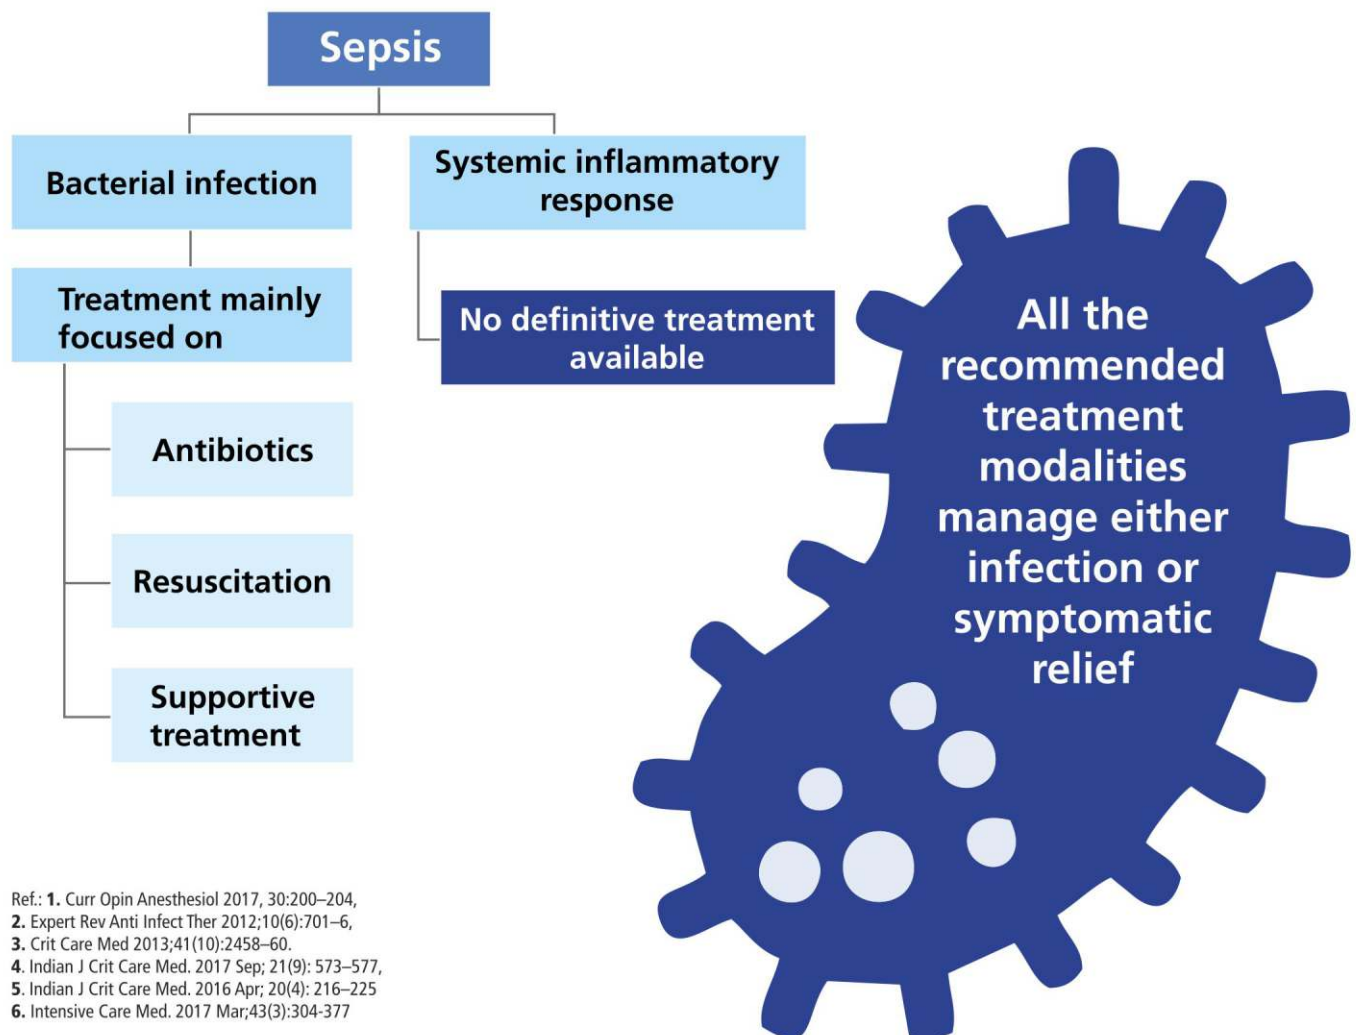 Sepsis
Bacterial infection
Systemic inflammatory
response
Treatment mainly
focused on
No definitive treatment
available
Antibiotics
Resuscitation
Supportive
treatment
All the
recommended
treatment
modalities
manage either
infection or
symptomatic
relief
Ref.: 1. Curr Opin Anesthesiol 2017, 30:200–204,
2. Expert Rev Anti Infect Ther 2012;10(6):701–6,
3. Crit Care Med 2013;41(10):2458–60.
4. Indian J Crit Care Med. 2017 Sep; 21(9): 573–577,
5. Indian J Crit Care Med. 2016 Apr; 20(4): 216–225
6. Intensive Care Med. 2017 Mar;43(3):304-377